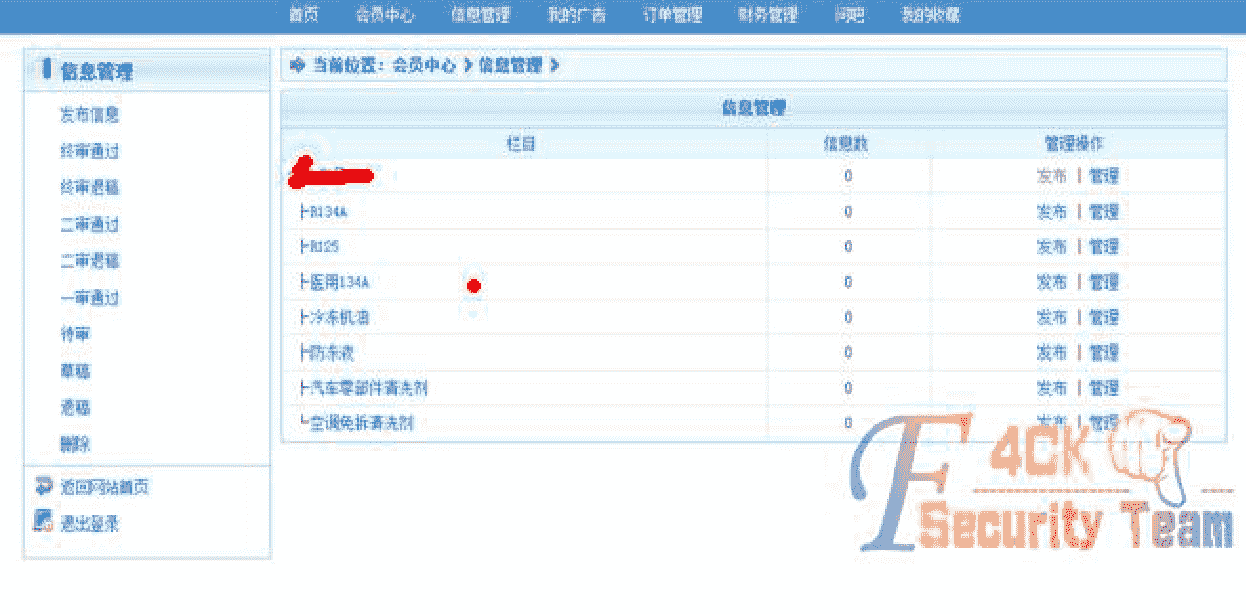 首页 会员中心 信息管理 我的广告 订单管理 财务管理 问吧 我的收藏
信息管理
发布信息
终审通过
终审退稿
二审通过
二审退稿
一审通过
待审
草稿
退稿
删除
返回网站首页
退出登录
当前位置：会员中心 > 信息管理 >
信息管理
栏目 信息数 管理操作
0 发布 | 管理
├R134A 0 发布 | 管理
├R125 0 发布 | 管理
├医用134A 0 发布 | 管理
├冷冻机油 0 发布 | 管理
├防冻液 0 发布 | 管理
├汽车零部件清洗剂 0 发布 | 管理
└空调免拆清洗剂 0 发布 | 管理
F4CK
Security Team